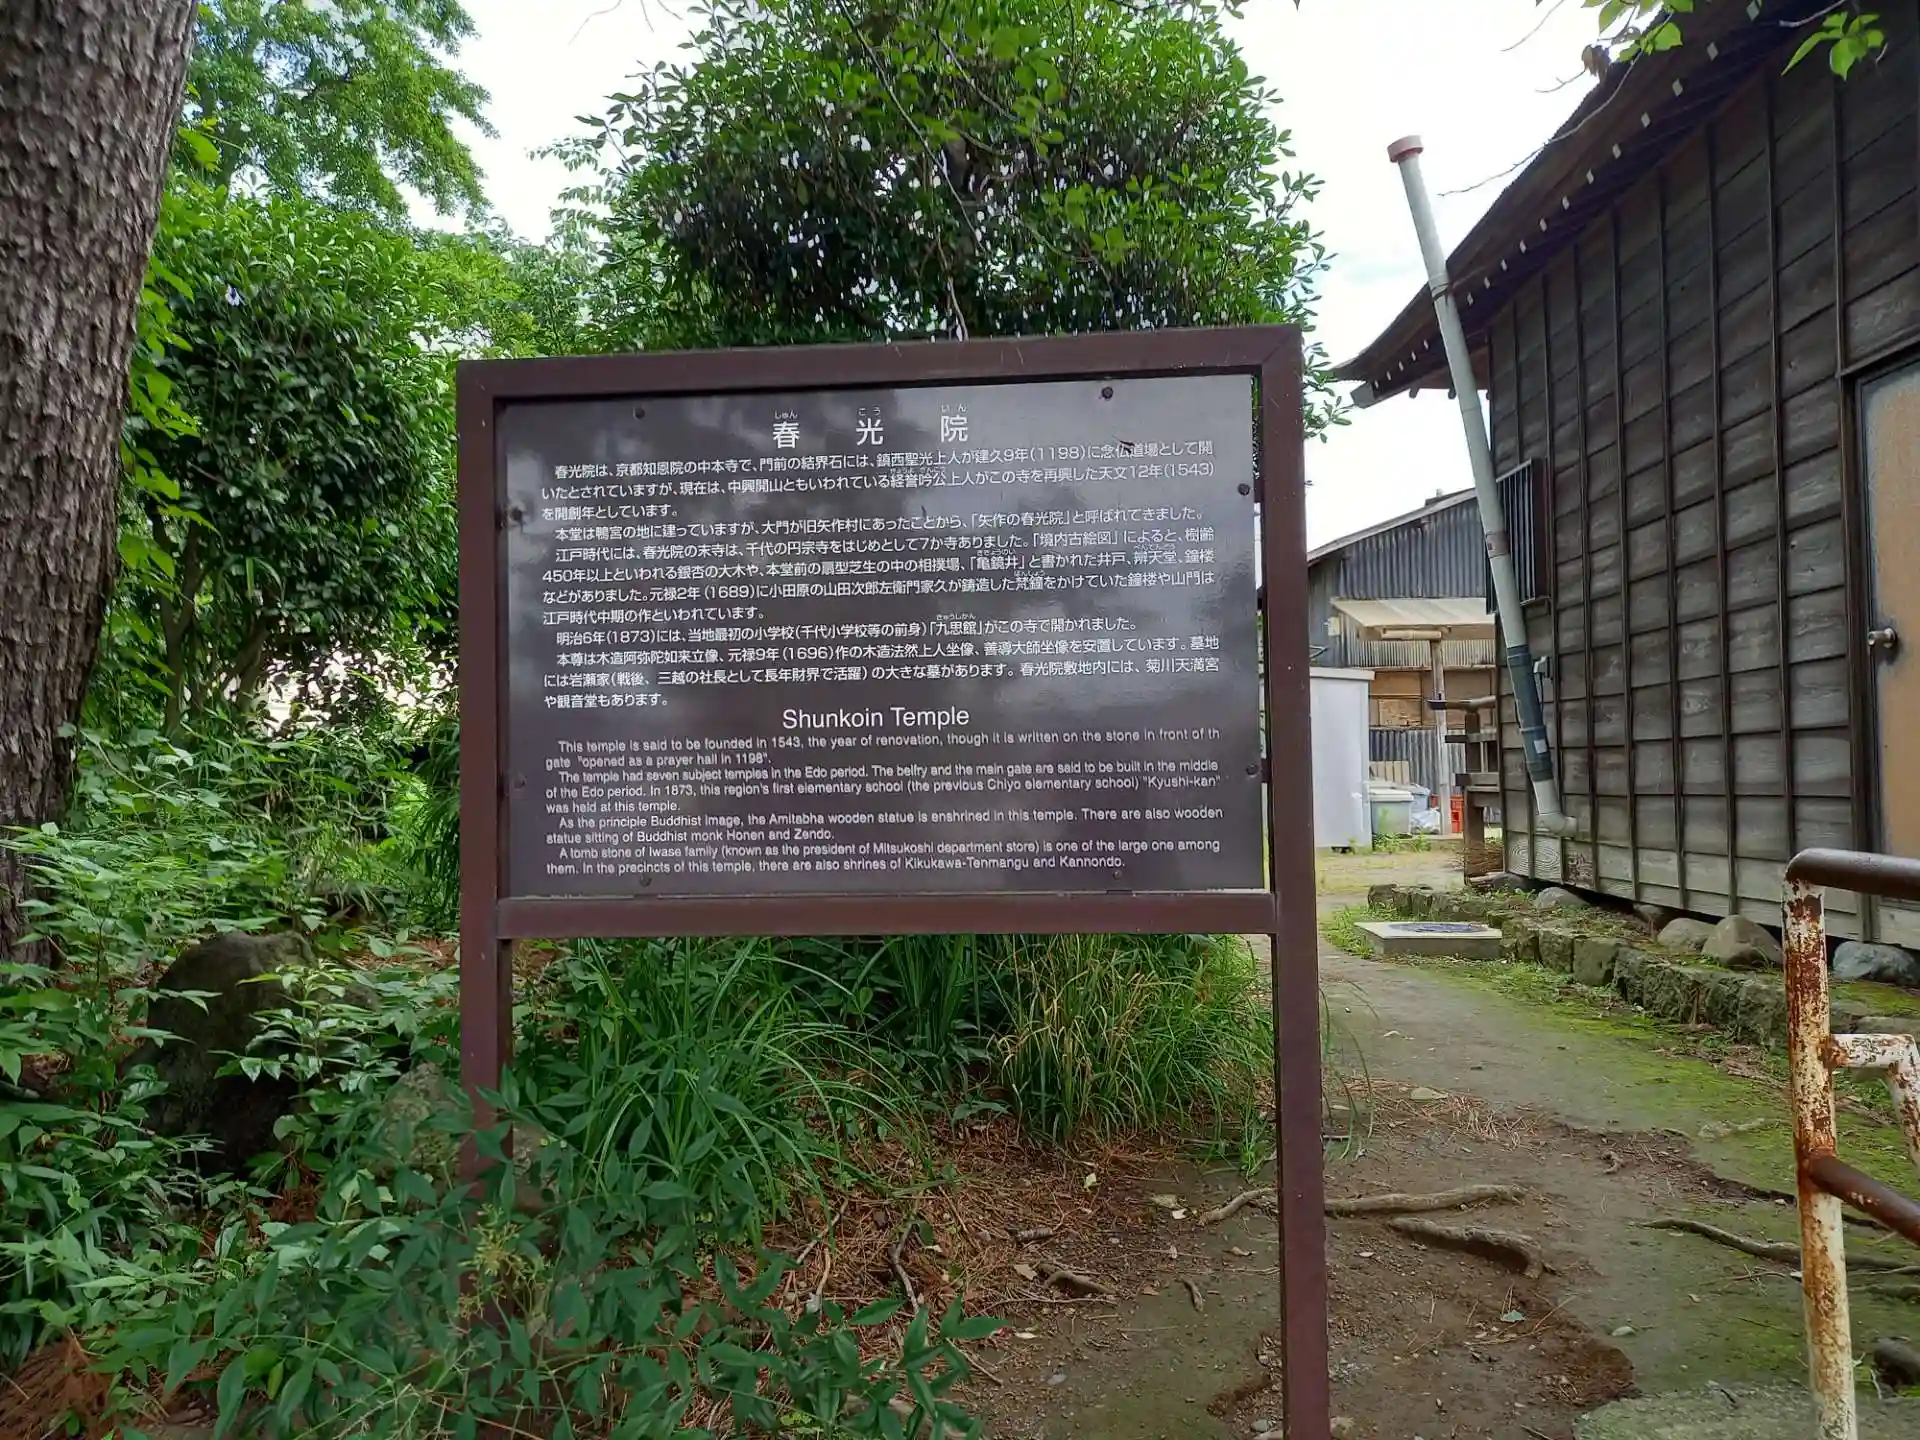 しゅん こう いん
春光院
春光院は、京都知恩院の中本寺で、門前の結界石には、鎮西聖光上人が建久9年(1198)に念仏道場として開
いたとされていますが、現在は、中興開山ともいわれている経誉吟公上人がこの寺を再興した天文12年(1543)
を開創年としています。
本堂は鴨宮の地に建っていますが、大門が旧矢作村にあったことから、「矢作の春光院」と呼ばれてきました。
江戸時代には、春光院の末寺は、千代の円宗寺をはじめとして7か寺ありました。「境内古絵図」によると、樹齢
450年以上といわれる銀杏の大木や、本堂前の扇型芝生の中の相撲場、「亀鏡井」と書かれた井戸、辨天堂、鐘楼
などがありました。元禄2年(1689)に小田原の山田次郎左衛門家久が鋳造した梵鐘をかけていた鐘楼や山門は
江戸時代中期の作といわれています。
明治6年(1873)には、当地最初の小学校(千代小学校等の前身)「九思館」がこの寺で開かれました。
本尊は木造阿弥陀如来立像、元禄9年(1696)作の木造法然上人坐像、善導大師坐像を安置しています。墓地
には岩瀬家(戦後、三越の社長として長年財界で活躍)の大きな墓があります。春光院敷地内には、菊川天満宮
や観音堂もあります。
Shunkoin Temple
This temple is said to be founded in 1543, the year of renovation, though it is written on the stone in front of th
gate "opened as a prayer hall in 1198".
The temple had seven subject temples in the Edo period. The belfry and the main gate are said to be built in the middle
of the Edo period. In 1873, this region's first elementary school (the previous Chiyo elementary school) "Kyushi-kan"
was held at this temple.
As the principle Buddhist image, the Amitabha wooden statue is enshrined in this temple. There are also wooden
statue sitting of Buddhist monk Honen and Zendo.
A tomb stone of Iwase family (known as the president of Mitsukoshi department store) is one of the large one among
them. In the precincts of this temple, there are also shrines of Kikukawa-Tenmangu and Kannondo.